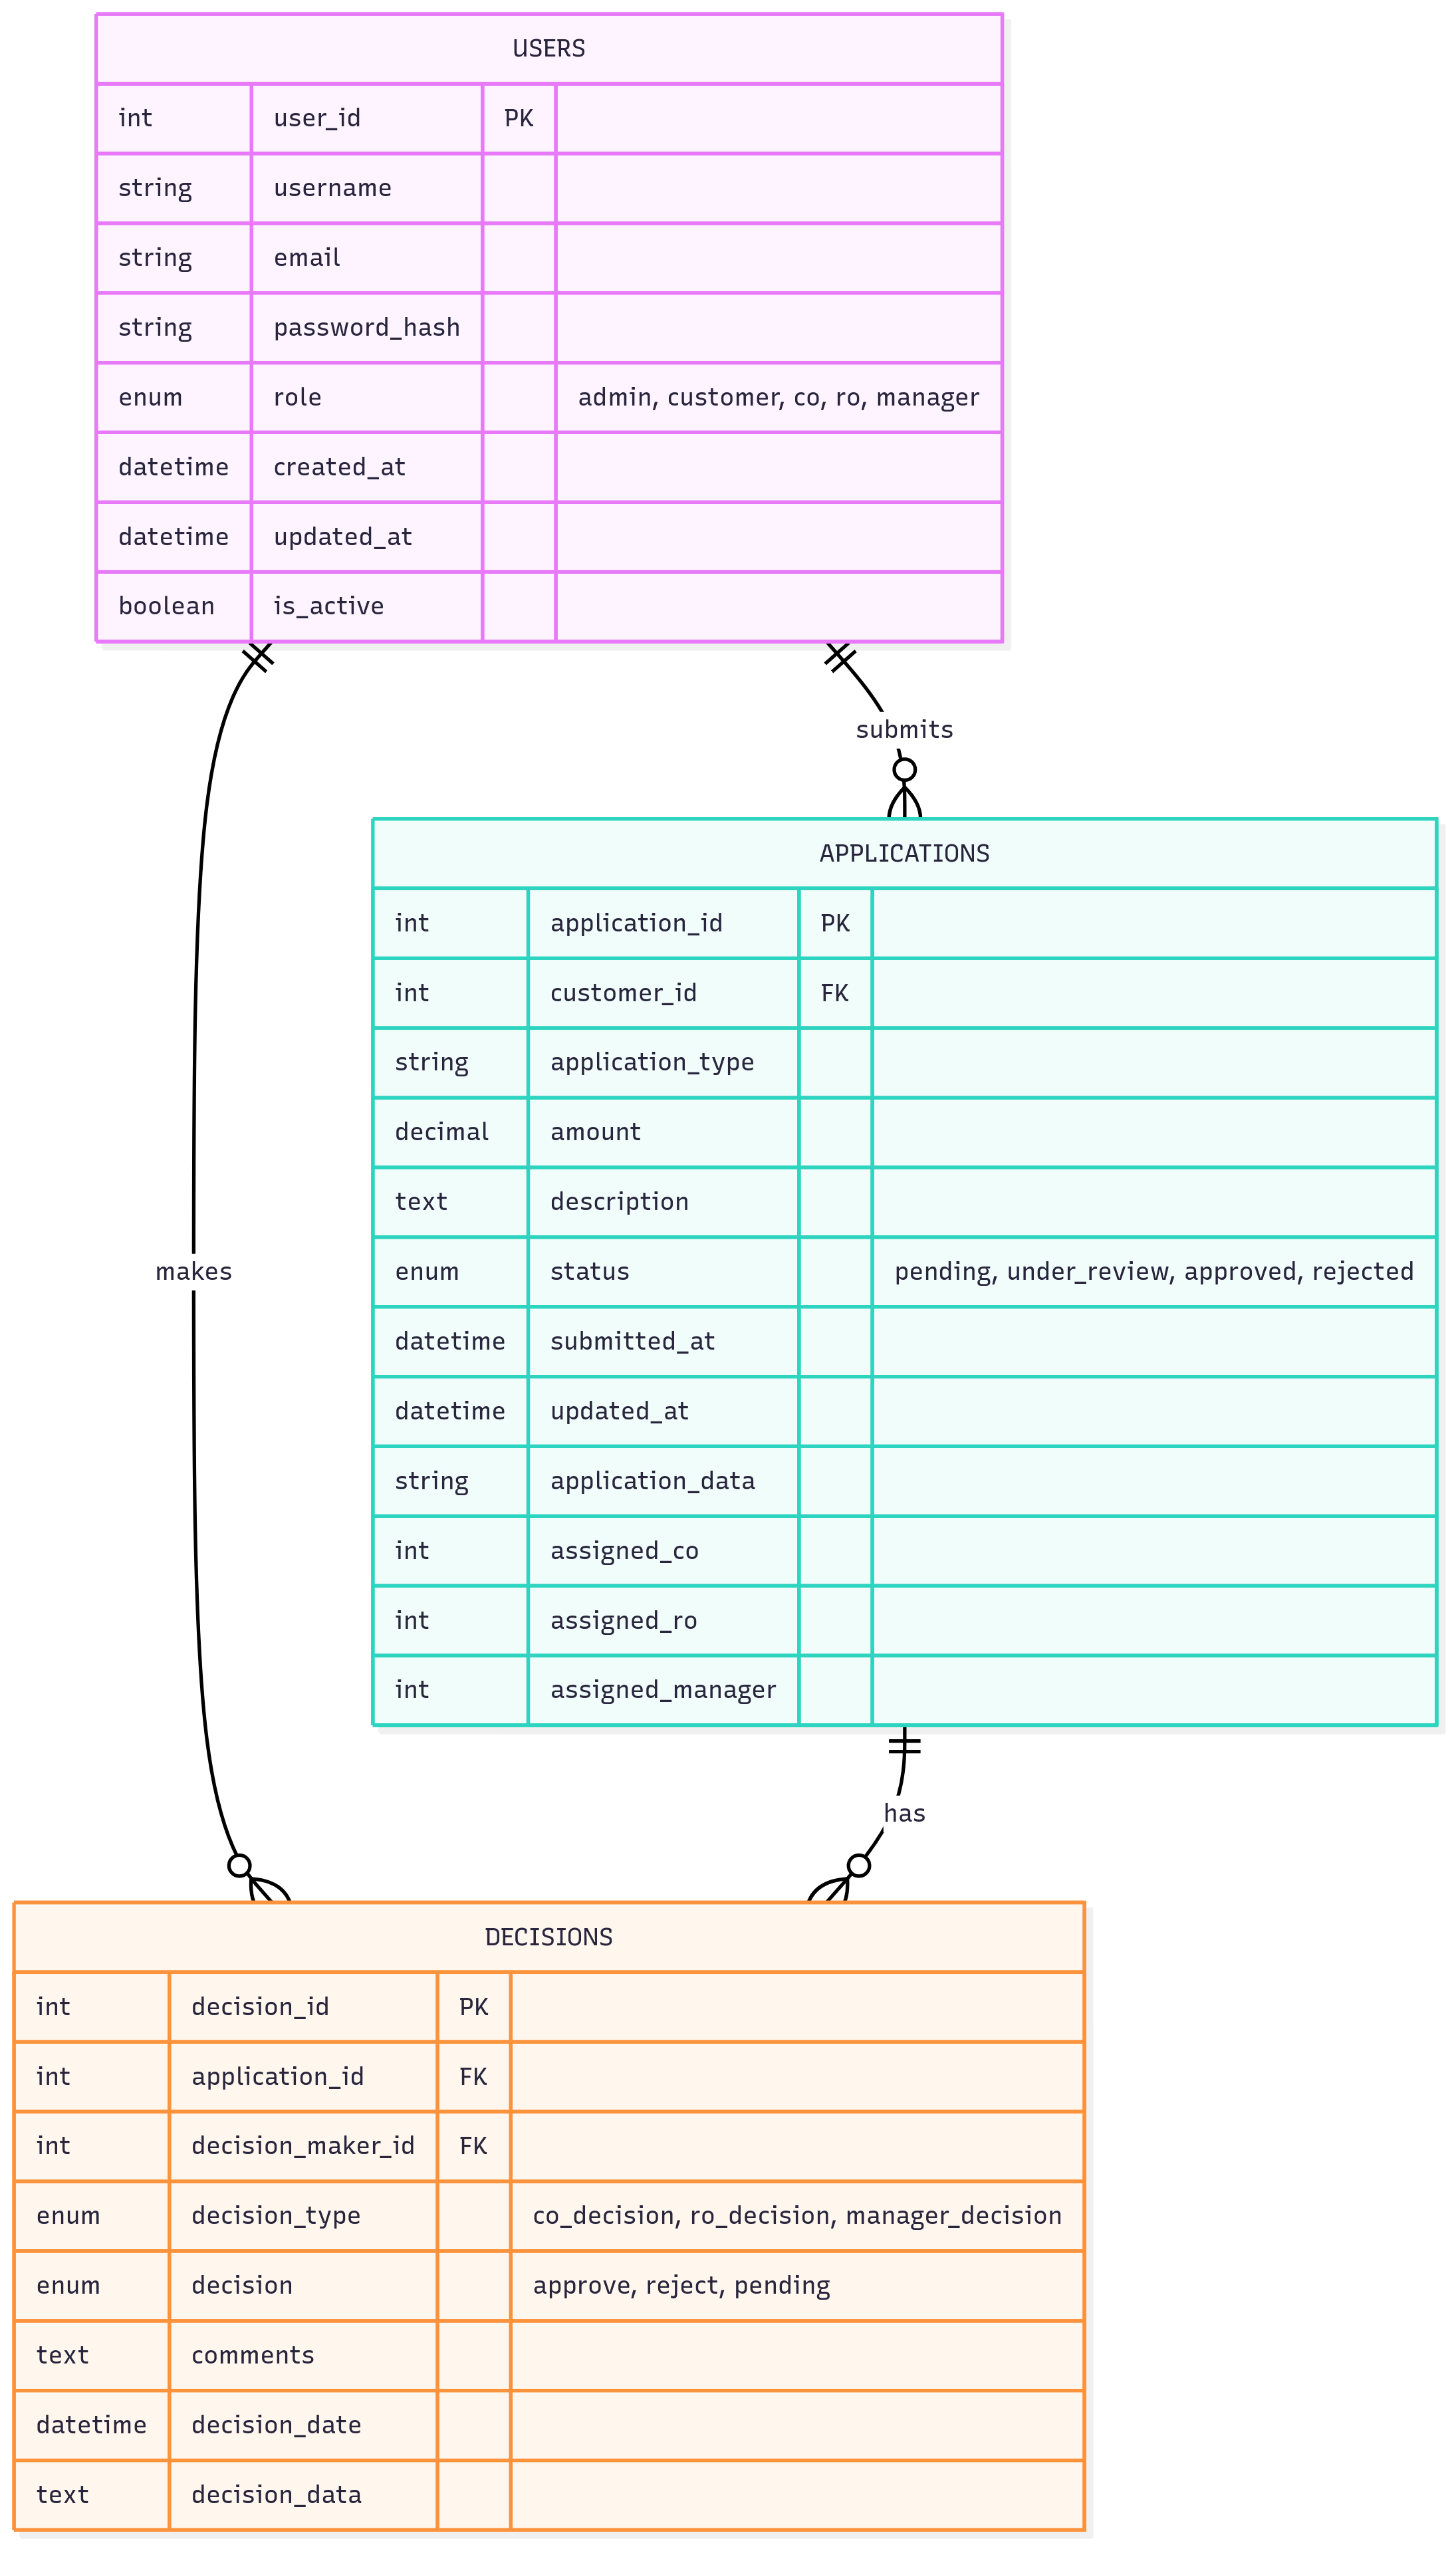 USERS
int user_id PK
string username
string email
string password_hash
enum role admin, customer, co, ro, manager
datetime created_at
datetime updated_at
boolean is_active
submits
APPLICATIONS
int application_id PK
int customer_id FK
string application_type
decimal amount
text description
enum status pending, under_review, approved, rejected
makes
datetime submitted_at
datetime updated_at
string application_data
int assigned_co
int assigned_ro
int assigned_manager
has
DECISIONS
int decision_id PK
int application_id FK
int decision_maker_id FK
enum decision_type co_decision, ro_decision, manager_decision
enum decision approve, reject, pending
text comments
datetime decision_date
text decision_data